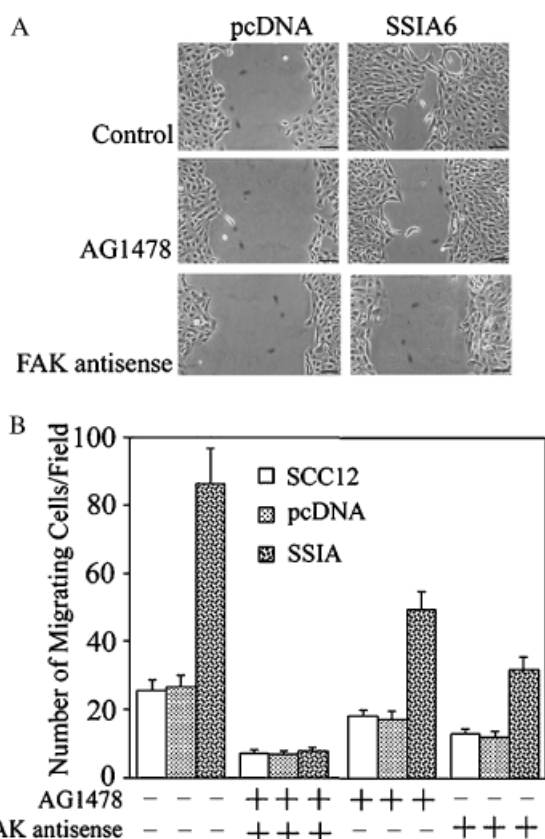 A
pcDNA SSIA6
Control
AG1478
FAK antisense
B
Number of Migrating Cells/Field
100
80
60
40
20
0
SCC12
pcDNA
SSIA
AG1478 − − − + + + + + + − − −
AK antisense − − − + + + − − − + + +